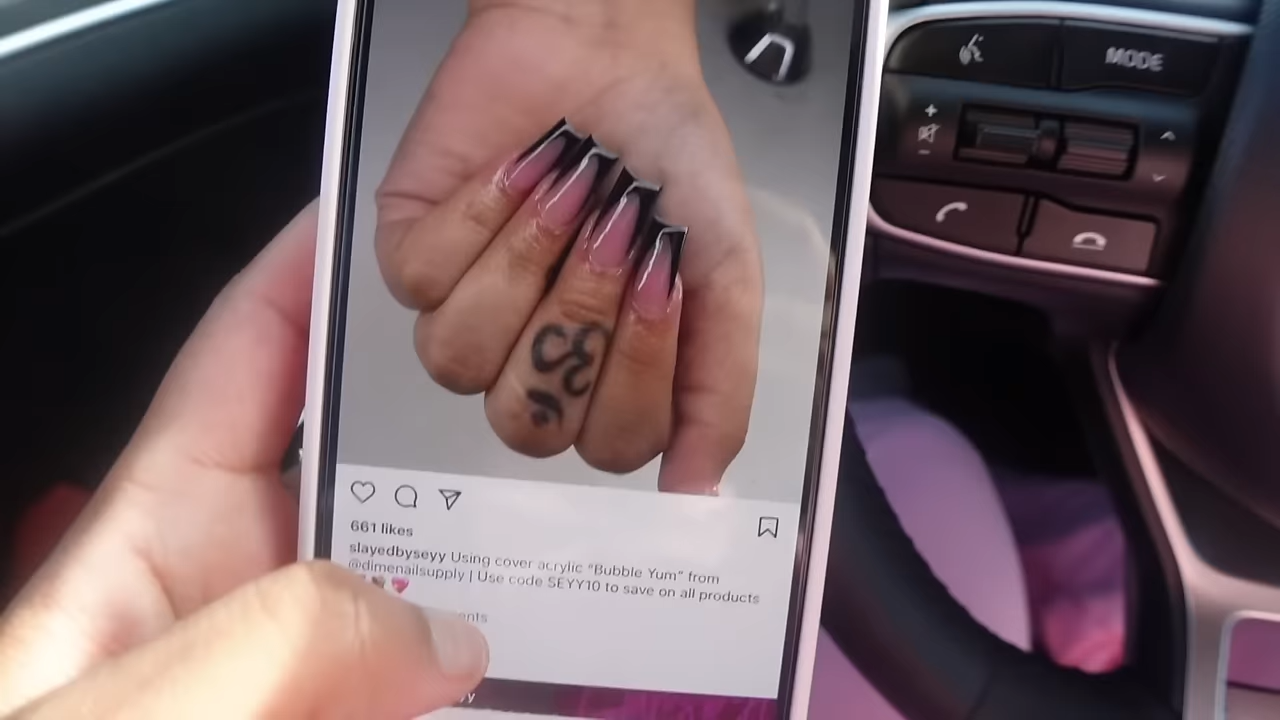 MODE
661 likes
slayedbyseyy Using cover acrylic "Bubble Yum" from
@dimenailsupply | Use code SEYY10 to save on all products